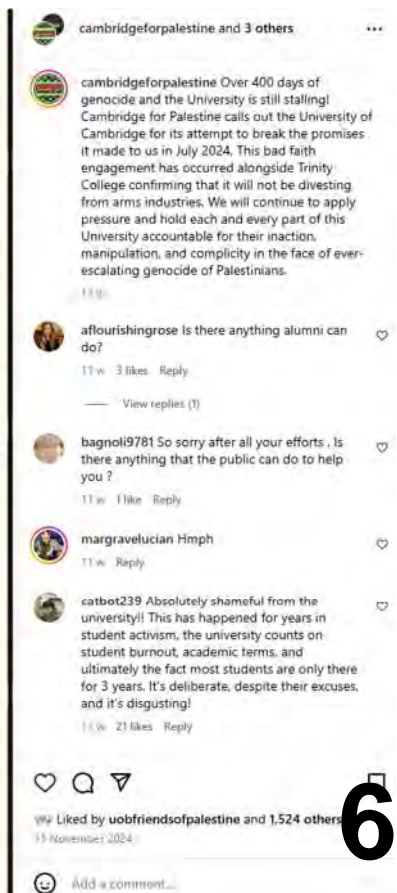 cambridgeforpalestine and 3 others
cambridgeforpalestine Over 400 days of
genocide and the University is still stalling!
Cambridge for Palestine calls out the University of
Cambridge for its attempt to break the promises
it made to us in July 2024. This bad faith
engagement has occurred alongside Trinity
College confirming that it will not be divesting
from arms industries. We will continue to apply
pressure and hold each and every part of this
University accountable for their inaction,
manipulation, and complicity in the face of ever-
escalating genocide of Palestinians.
11 w
aflourishingrose Is there anything alumni can
do?
11 w 3 likes Reply
View replies (1)
bagnoli9781 So sorry after all your efforts . Is
there anything that the public can do to help
you ?
11 w 1 like Reply
margravelucian Hmph
11 w Reply
catbot239 Absolutely shameful from the
university!! This has happened for years in
student activism, the university counts on
student burnout, academic terms, and
ultimately the fact most students are only there
for 3 years. It's deliberate, despite their excuses,
and it's disgusting!
11 w 21 likes Reply
Liked by uobfriendsofpalestine and 1,524 others
15 November 2024
6
Add a comment...